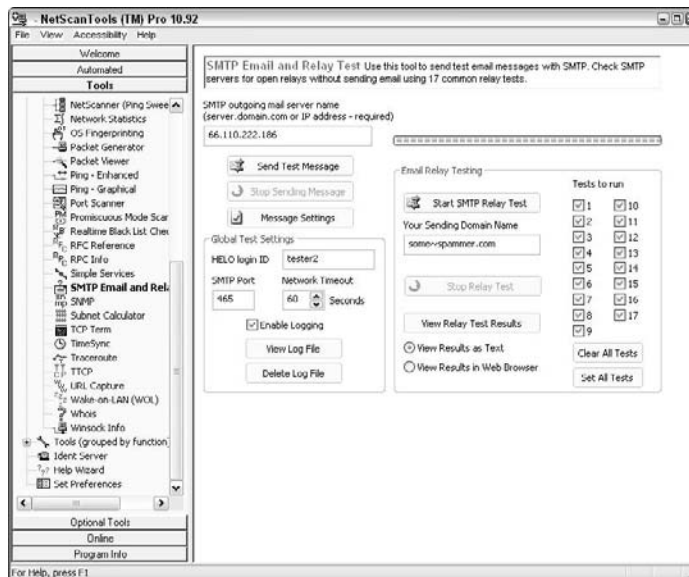 - NetScanTools (TM) Pro 10.92
File View Accessibility Help
Welcome
Automated
Tools
NetScanner (Ping Swee
Network Statistics
OS Fingerprinting
Packet Generator
Packet Viewer
Ping - Enhanced
Ping - Graphical
Port Scanner
Promiscuous Mode Scar
Realtime Black List Chec
RFC Reference
RPC Info
Simple Services
SMTP Email and Rela
SNMP
Subnet Calculator
TCP Term
TimeSync
Traceroute
TTCP
URL Capture
Wake-on-LAN (WOL)
Whois
Winsock Info
Tools (grouped by function)
Ident Server
Help Wizard
Set Preferences
Optional Tools
Online
Program Info
For Help, press F1
SMTP Email and Relay Test Use this tool to send test email messages with SMTP. Check SMTP
servers for open relays without sending email using 17 common relay tests.
SMTP outgoing mail server name
(server.domain.com or IP address - required)
66.110.222.186
Send Test Message
Stop Sending Message
Message Settings
Global Test Settings
HELO login ID tester2
SMTP Port Network Timeout
465 60 Seconds
Enable Logging
View Log File
Delete Log File
Email Relay Testing
Start SMTP Relay Test
Your Sending Domain Name
some~spammer.com
Stop Relay Test
View Relay Test Results
View Results as Text
View Results in Web Browser
Tests to run
1 10
2 11
3 12
4 13
5 14
6 15
7 16
8 17
9
Clear All Tests
Set All Tests